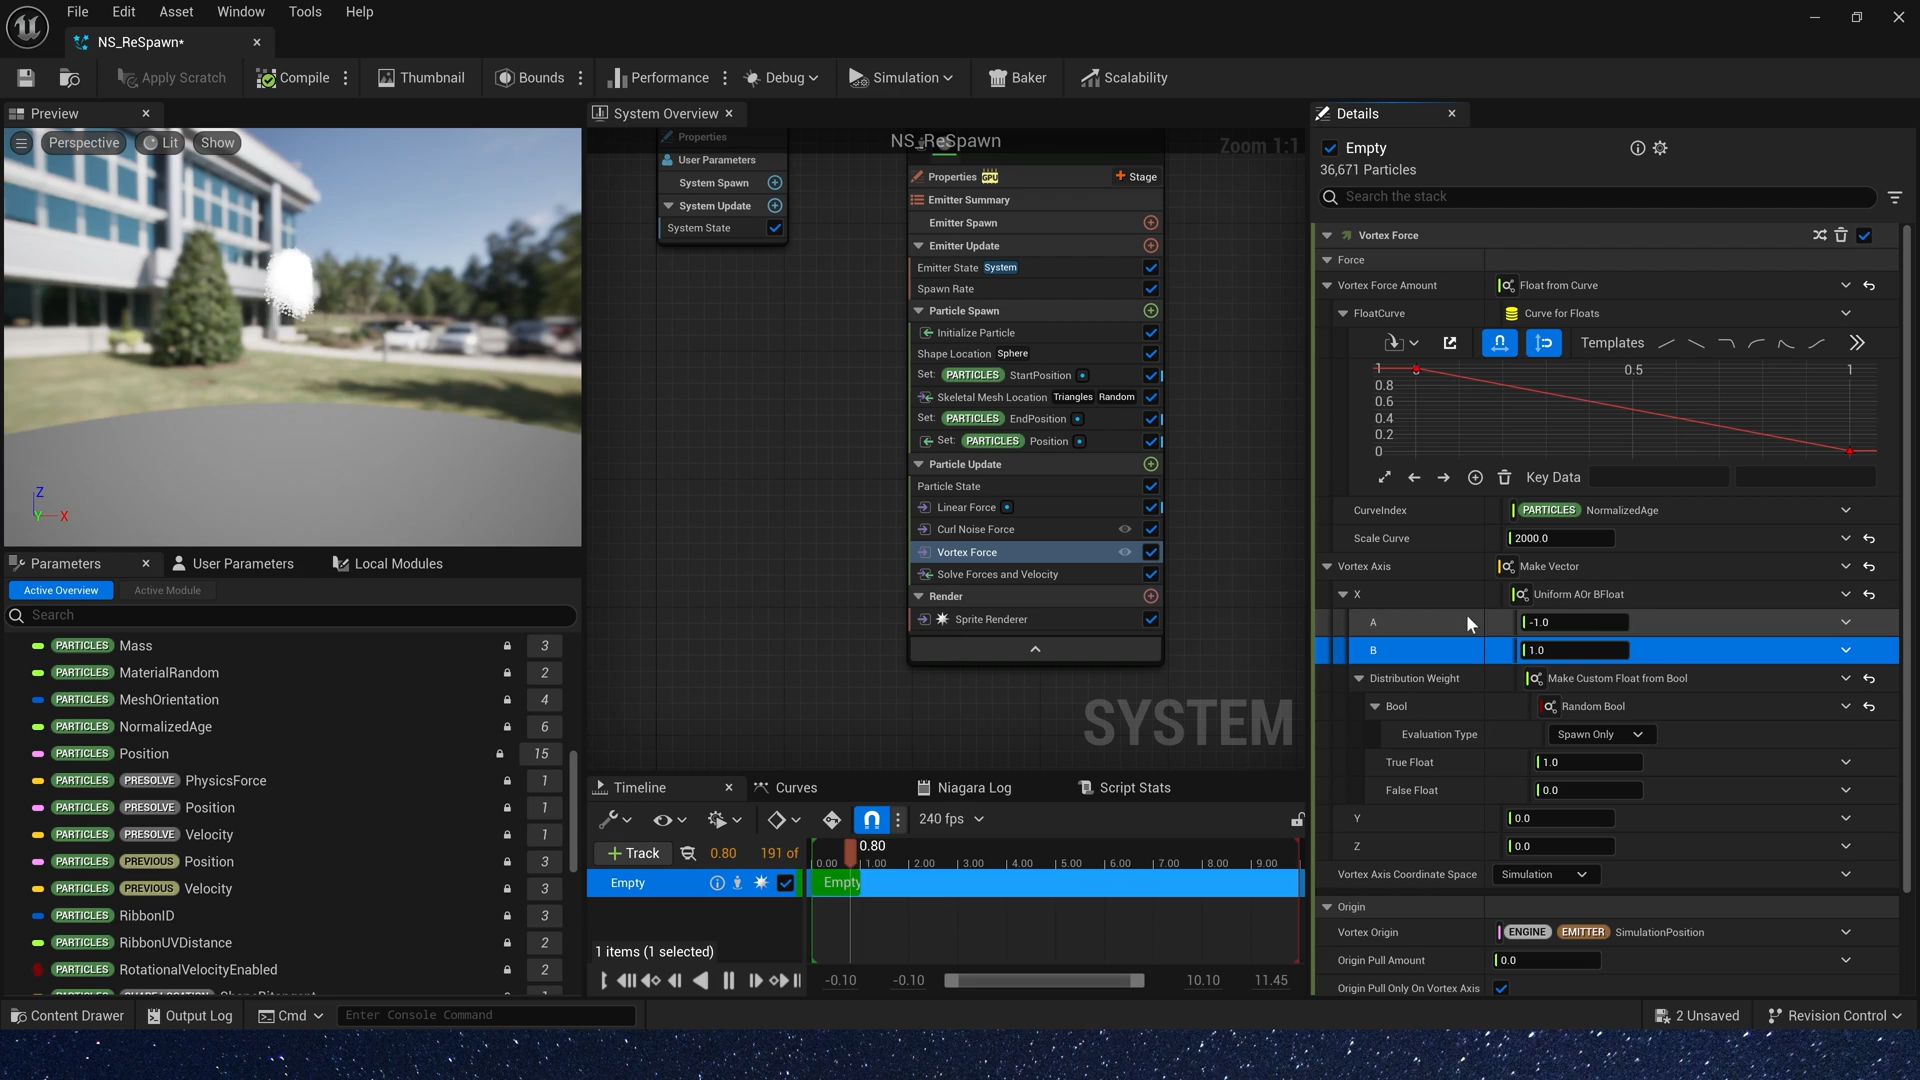 File Edit Asset Window Tools Help
NS_ReSpawn*
Apply Scratch Compile Thumbnail Bounds Performance Debug Simulation Baker Scalability
Preview
Perspective Lit Show
Z
Y X
System Overview
NS_ReSpawn
Zoom 1:1
Properties
User Parameters
System Spawn
System Update
System State
Properties GPU + Stage
Emitter Summary
Emitter Spawn
Emitter Update
Emitter State System
Spawn Rate
Particle Spawn
Initialize Particle
Shape Location Sphere
Set: PARTICLES StartPosition
Skeletal Mesh Location Triangles Random
Set: PARTICLES EndPosition
Set: PARTICLES Position
Particle Update
Particle State
Linear Force
Curl Noise Force
Vortex Force
Solve Forces and Velocity
Render
Sprite Renderer
SYSTEM
Parameters User Parameters Local Modules
Active Overview Active Module
Search
PARTICLES Mass 3
PARTICLES MaterialRandom 2
PARTICLES MeshOrientation 4
PARTICLES NormalizedAge 6
PARTICLES Position 15
PARTICLES PRESOLVE PhysicsForce 1
PARTICLES PRESOLVE Position 1
PARTICLES PRESOLVE Velocity 1
PARTICLES PREVIOUS Position 3
PARTICLES PREVIOUS Velocity 3
PARTICLES RibbonID 3
PARTICLES RibbonUVDistance 2
PARTICLES RotationalVelocityEnabled 2
Timeline Curves Niagara Log Script Stats
240 fps
+ Track 0.80 191 of
0.80
0.00 1.00 2.00 3.00 4.00 5.00 6.00 7.00 8.00 9.00
Empty Empty
1 items (1 selected)
-0.10 -0.10 10.10 11.45
Details
Empty
36,671 Particles
Search the stack
Vortex Force
Force
Vortex Force Amount Float from Curve
FloatCurve Curve for Floats
Templates
1 0.5 1
0.8
0.6
0.4
0.2
0
Key Data
CurveIndex PARTICLES NormalizedAge
Scale Curve 2000.0
Vortex Axis Make Vector
X Uniform AOr BFloat
A -1.0
B 1.0
Distribution Weight Make Custom Float from Bool
Bool Random Bool
Evaluation Type Spawn Only
True Float 1.0
False Float 0.0
Y 0.0
Z 0.0
Vortex Axis Coordinate Space Simulation
Origin
Vortex Origin ENGINE EMITTER SimulationPosition
Origin Pull Amount 0.0
Origin Pull Only On Vortex Axis
Content Drawer Output Log Cmd Enter Console Command 2 Unsaved Revision Control